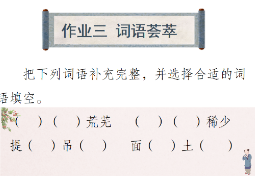 作业三 词语荟萃
把下列词语补充完整，并选择合适的词
语填空。
（ ）（ ）荒芜 （ ）（ ）稀少
提（ ）吊（ ） 面（ ）土（ ）